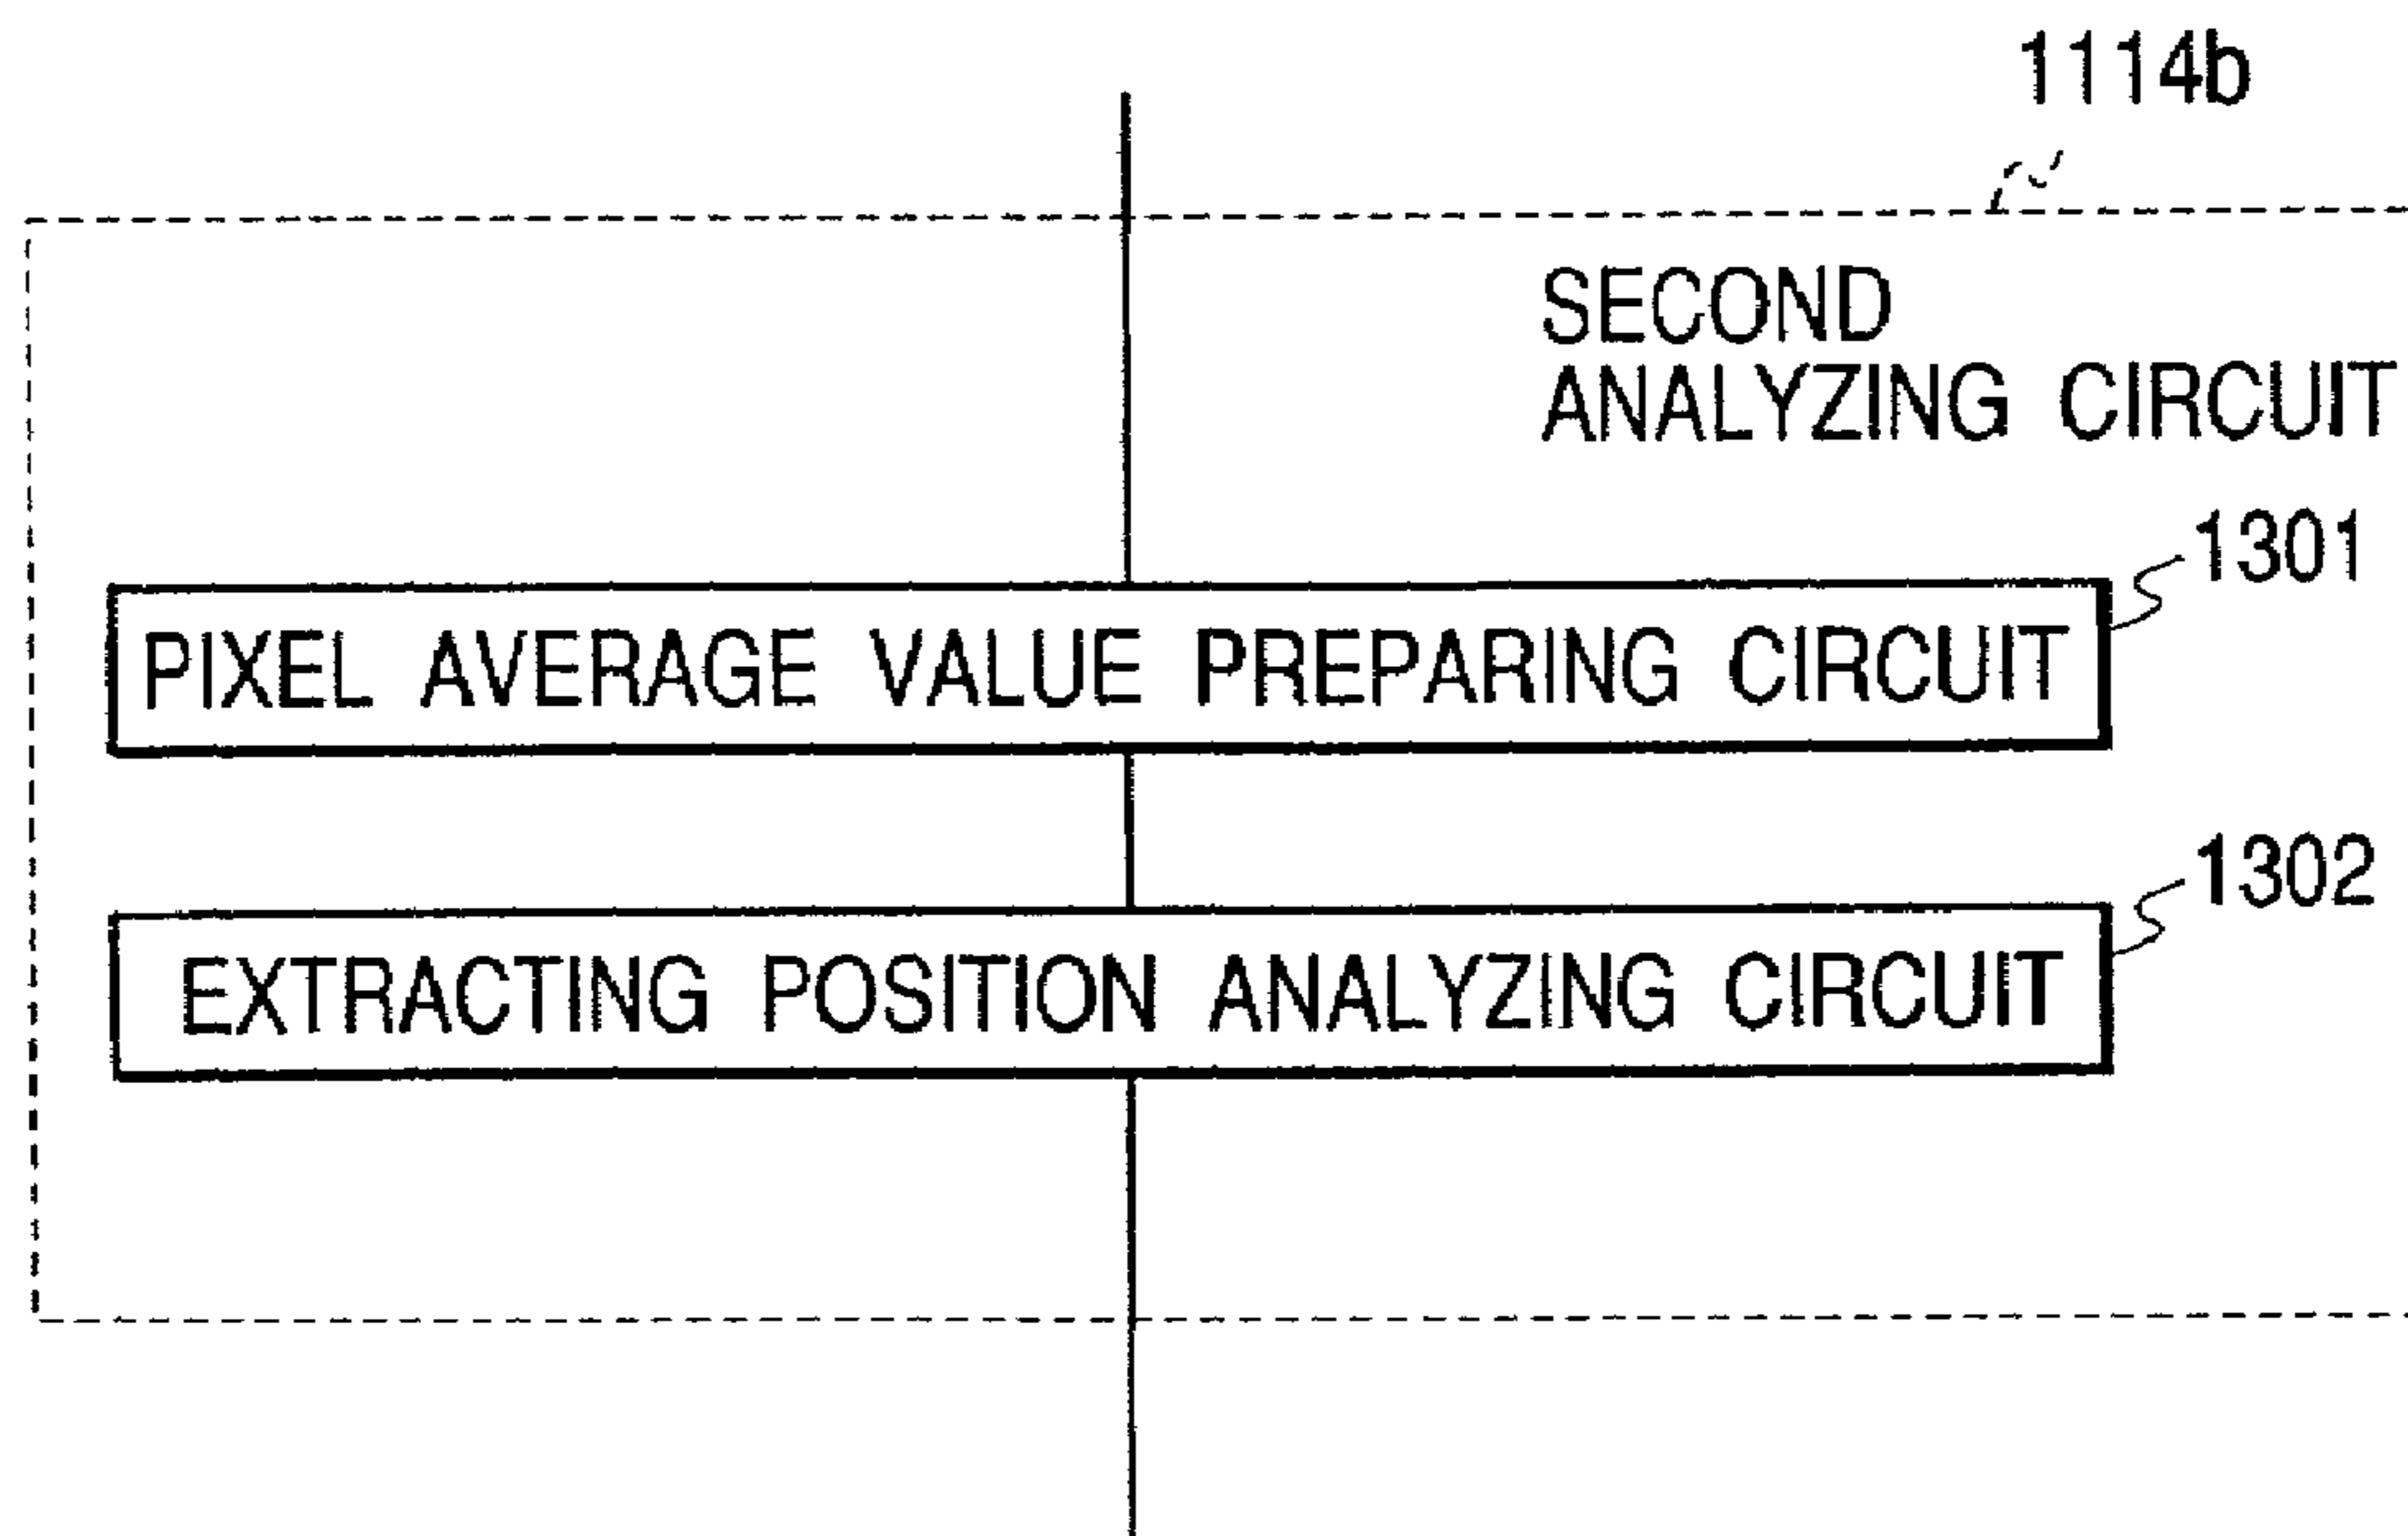 1114b
SECOND
ANALYZING CIRCUIT
1301
PIXEL AVERAGE VALUE PREPARING CIRCUIT
1302
EXTRACTING POSITION ANALYZING CIRCUIT